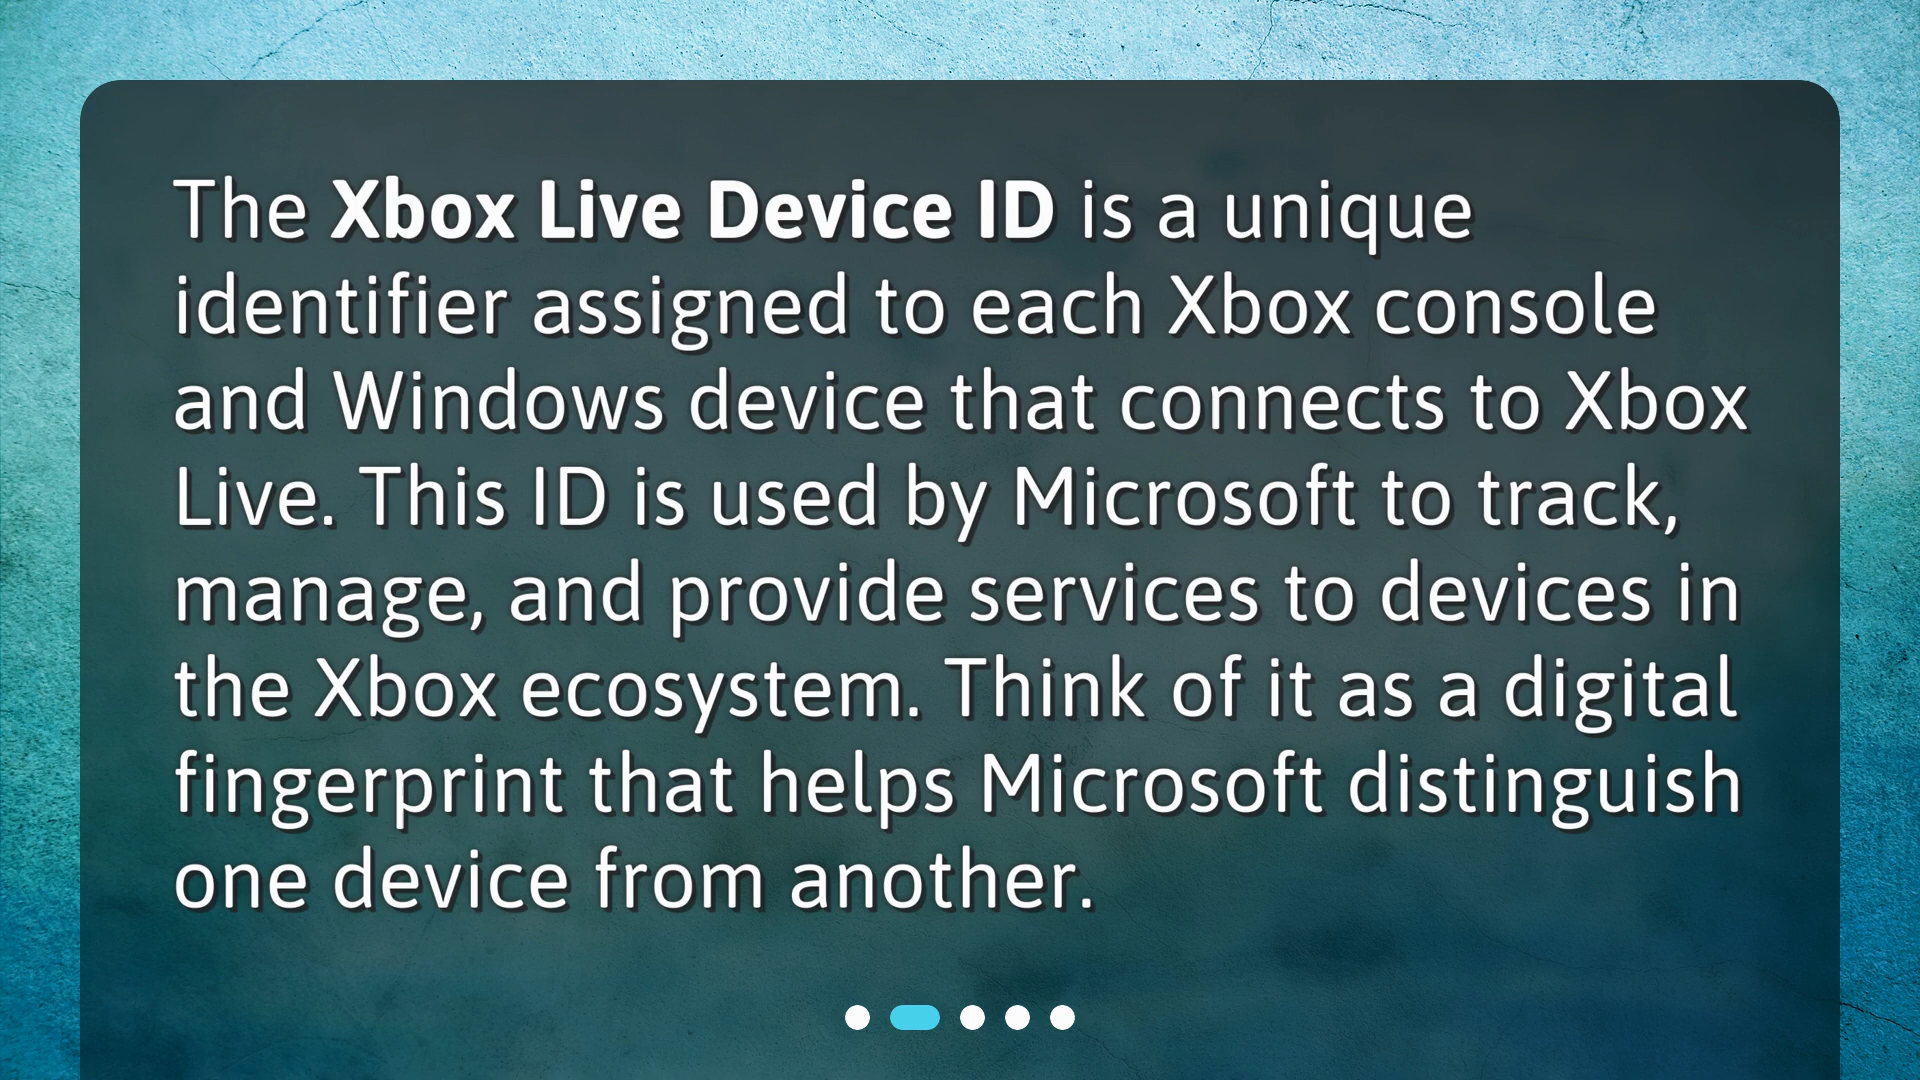 The Xbox Live Device ID is a unique
identifier assigned to each Xbox console
and Windows device that connects to Xbox
Live. This ID is used by Microsoft to track,
manage, and provide services to devices in
the Xbox ecosystem. Think of it as a digital
fingerprint that helps Microsoft distinguish
one device from another.